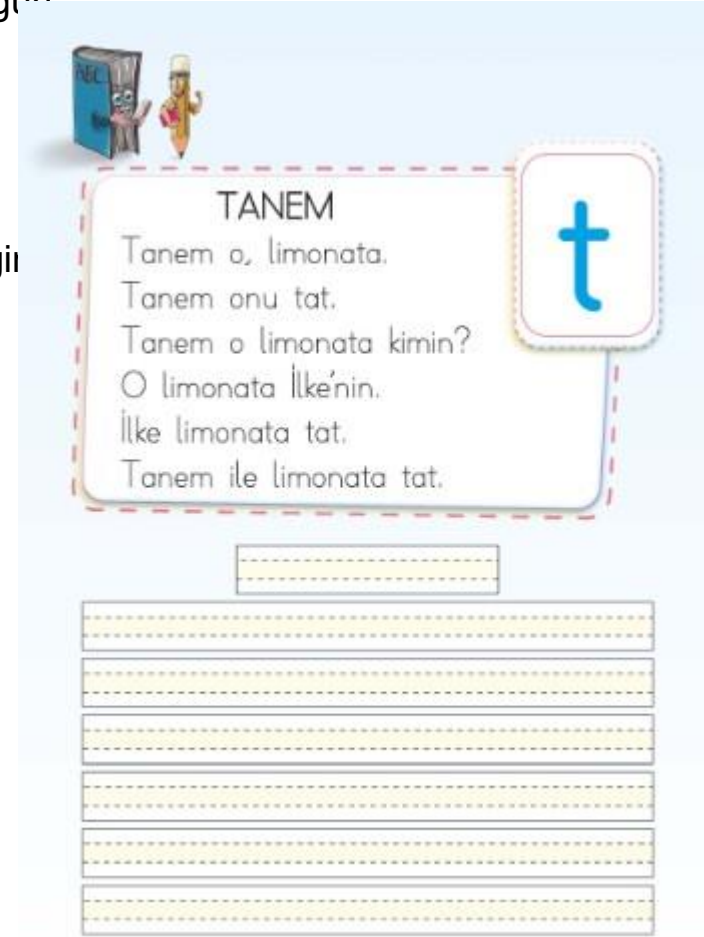 ABC
TANEM
t
Tanem o, limonata.
Tanem onu tat.
Tanem o limonata kimin?
O limonata İlke'nin.
İlke limonata tat.
Tanem ile limonata tat.